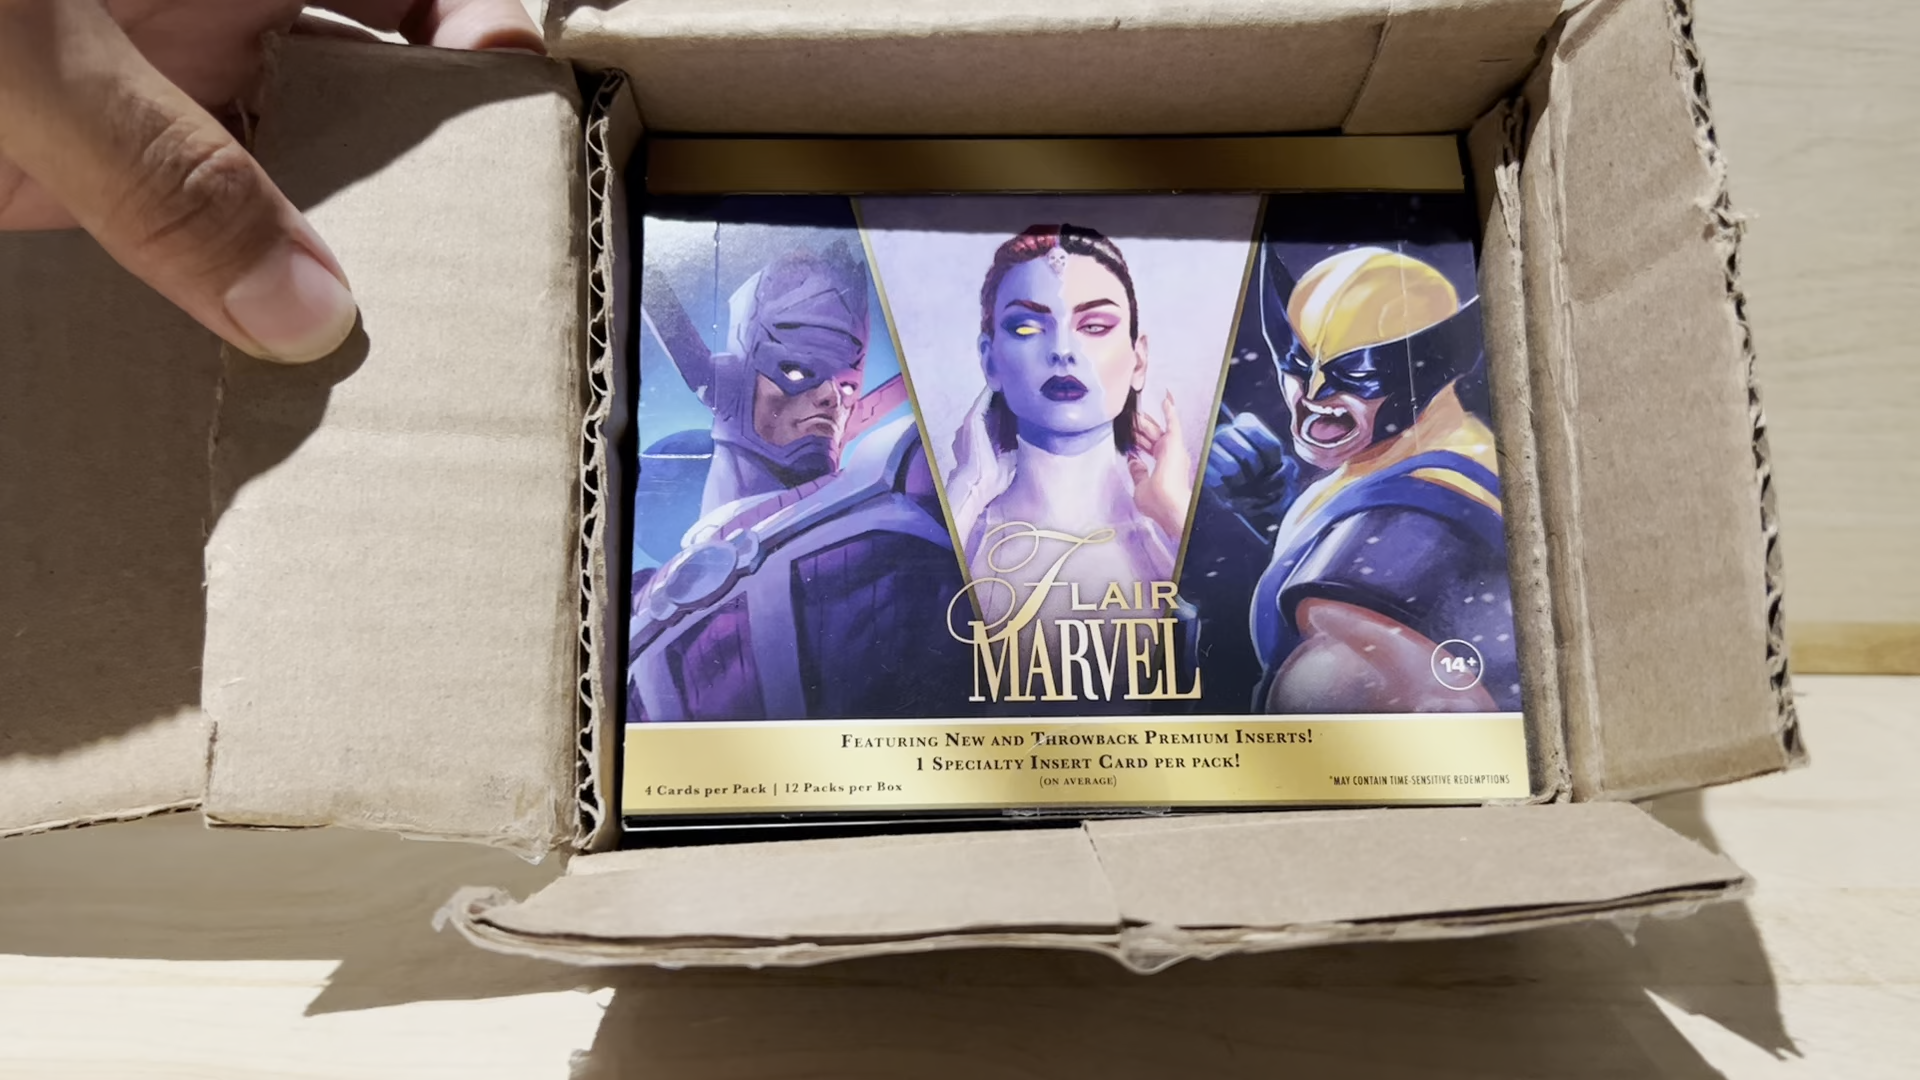 FLAIR
MARVEL
14+
FEATURING NEW AND THROWBACK PREMIUM INSERTS!
1 SPECIALTY INSERT CARD PER PACK!
(ON AVERAGE)
4 Cards per Pack | 12 Packs per Box
*MAY CONTAIN TIME-SENSITIVE REDEMPTIONS